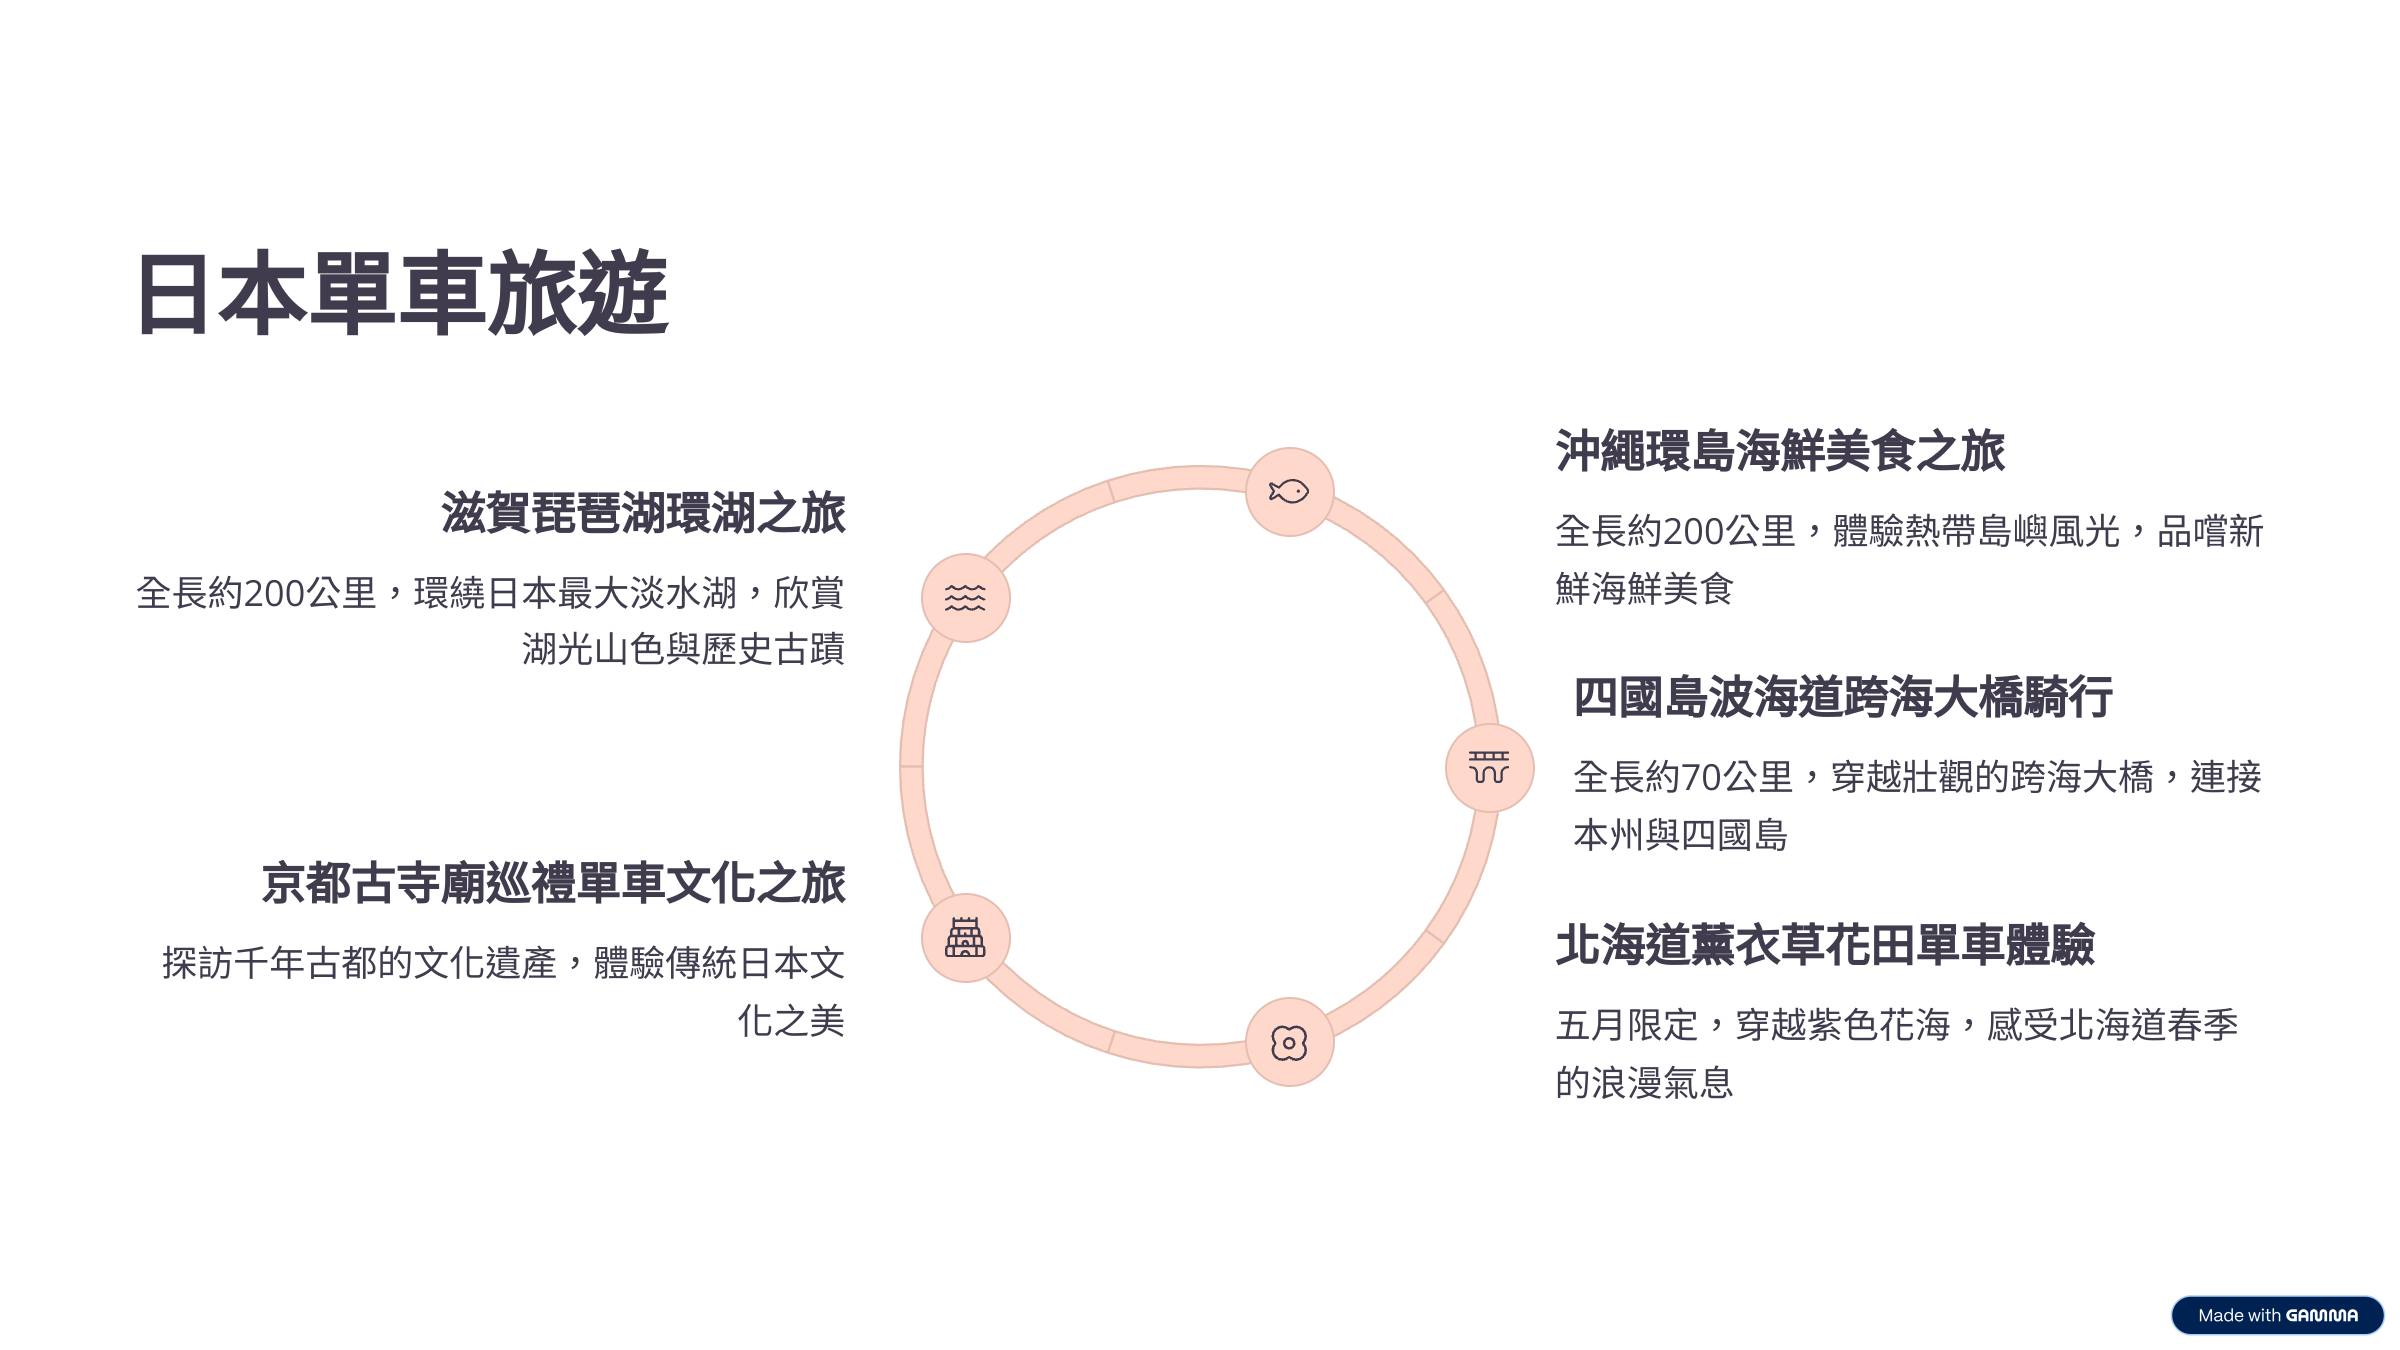 日本單車旅遊
滋賀琵琶湖環湖之旅
全長約200公里，環繞日本最大淡水湖，欣賞
湖光山色與歷史古蹟
京都古寺廟巡禮單車文化之旅
探訪千年古都的文化遺產，體驗傳統日本文
化之美
沖繩環島海鮮美食之旅
全長約200公里，體驗熱帶島嶼風光，品嚐新
鮮海鮮美食
四國島波海道跨海大橋騎行
全長約70公里，穿越壯觀的跨海大橋，連接
本州與四國島
北海道薰衣草花田單車體驗
五月限定，穿越紫色花海，感受北海道春季
的浪漫氣息
Made with GAMMA